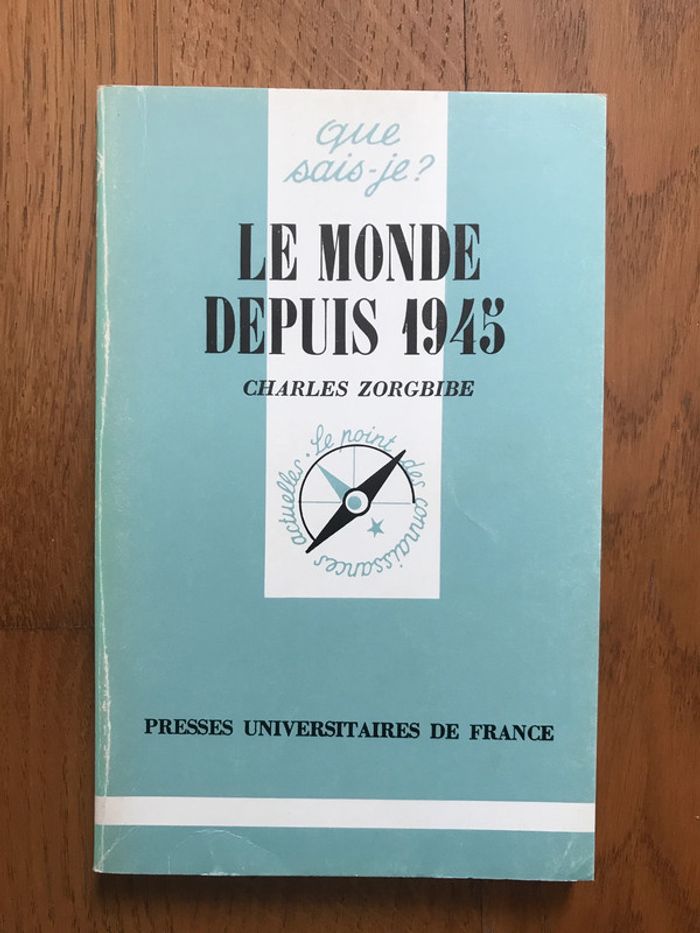 que
sais-je?
LE MONDE
DEPUIS 1945
CHARLES ZORGBIBE
Le point des connaissances actuelles.
PRESSES UNIVERSITAIRES DE FRANCE